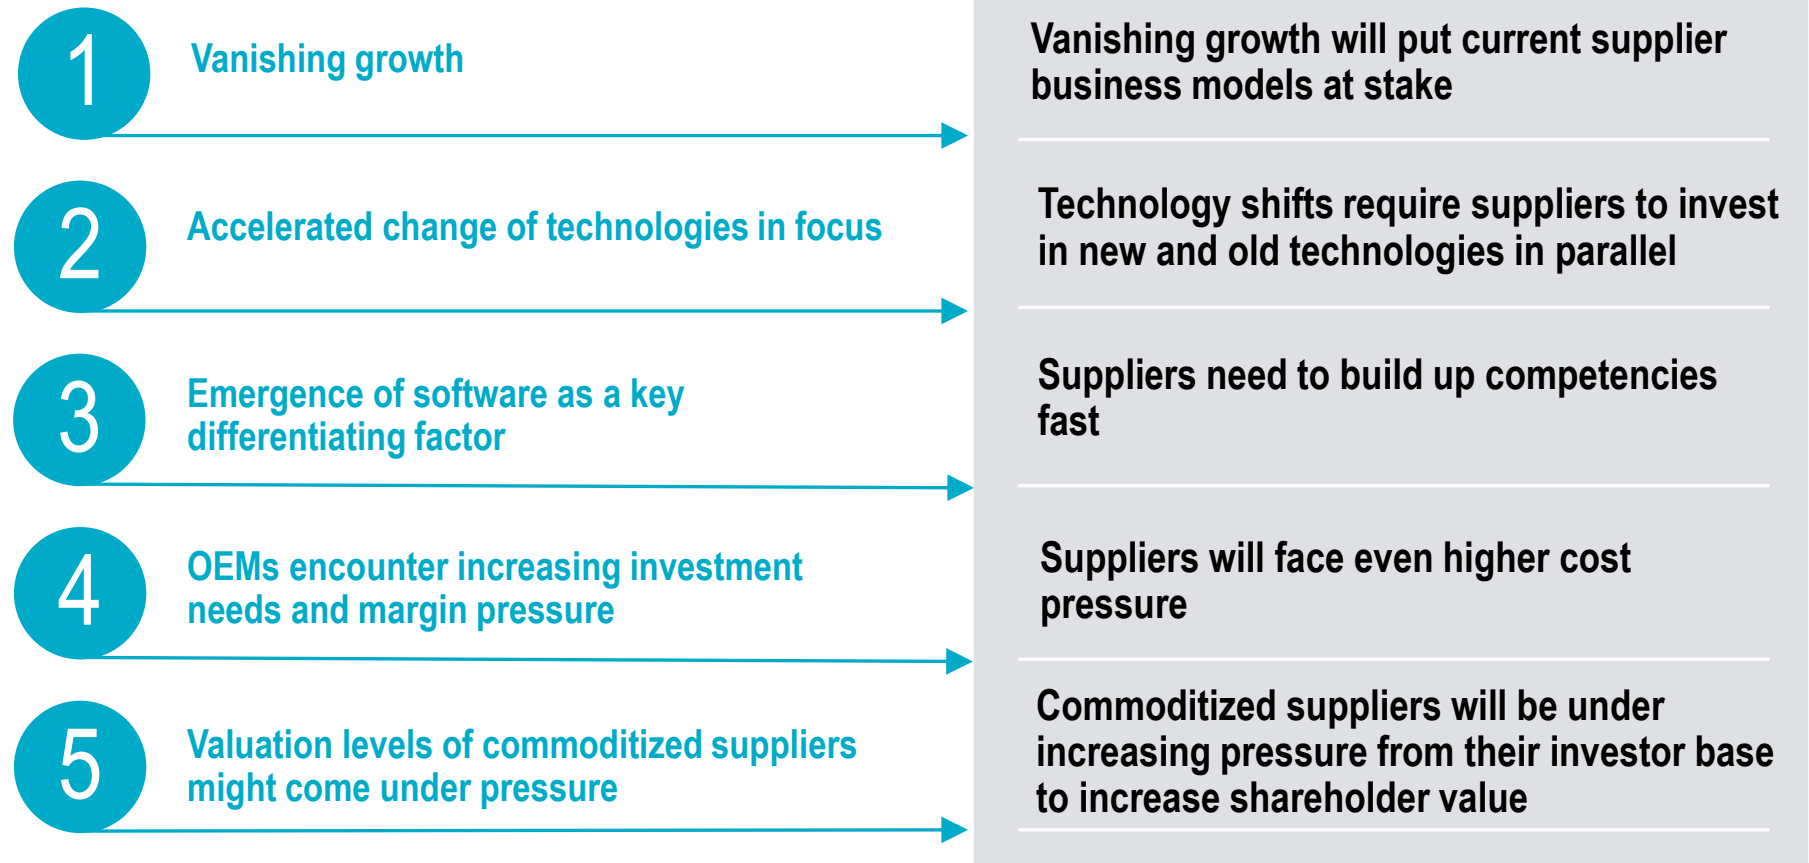 1
Vanishing growth
Vanishing growth will put current supplier
business models at stake
2
Accelerated change of technologies in focus
Technology shifts require suppliers to invest
in new and old technologies in parallel
3
Emergence of software as a key
differentiating factor
Suppliers need to build up competencies
fast
4
OEMs encounter increasing investment
needs and margin pressure
Suppliers will face even higher cost
pressure
5
Valuation levels of commoditized suppliers
might come under pressure
Commoditized suppliers will be under
increasing pressure from their investor base
to increase shareholder value